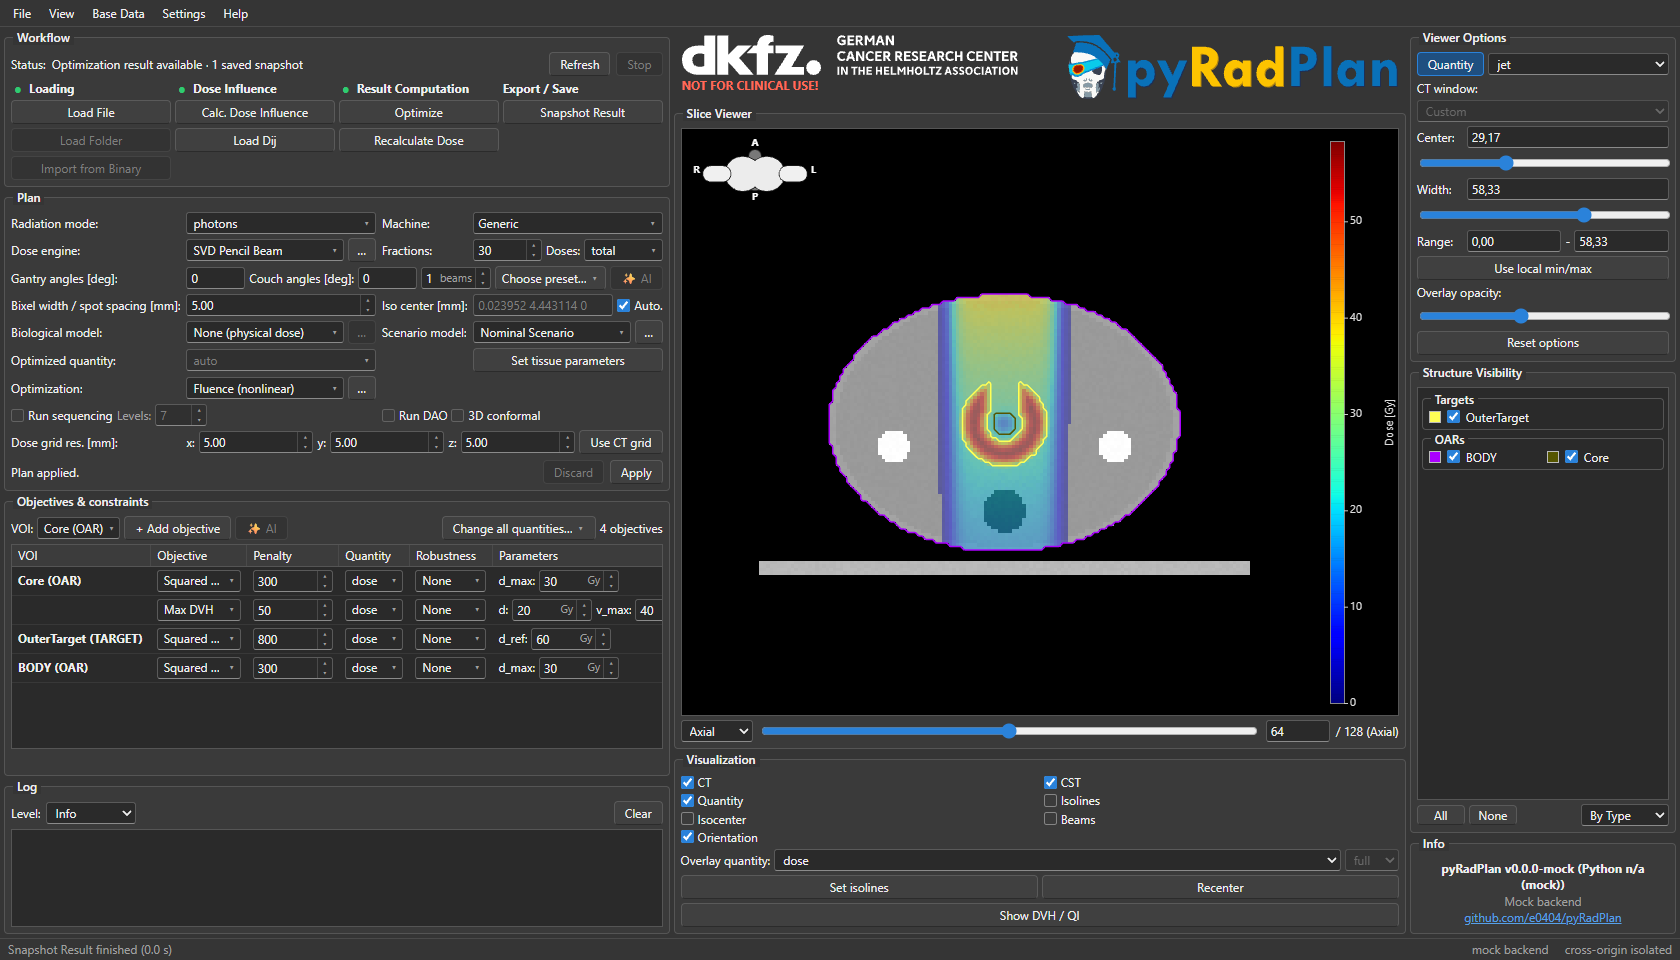 File View Base Data Settings Help
Workflow
Status: Optimization result available · 1 saved snapshot Refresh Stop
Loading Dose Influence Result Computation Export / Save
Load File Calc. Dose Influence Optimize Snapshot Result
Load Folder Load Dij Recalculate Dose
Import from Binary
Plan
Radiation mode: photons Machine: Generic
Dose engine: SVD Pencil Beam ... Fractions: 30 Doses: total
Gantry angles [deg]: 0 Couch angles [deg]: 0 1 beams Choose preset... ✨ AI
Bixel width / spot spacing [mm]: 5.00 Iso center [mm]: 0.023952 4.443114 0 Auto.
Biological model: None (physical dose) ... Scenario model: Nominal Scenario ...
Optimized quantity: auto Set tissue parameters
Optimization: Fluence (nonlinear) ...
Run sequencing Levels: 7 Run DAO 3D conformal
Dose grid res. [mm]: x: 5.00 y: 5.00 z: 5.00 Use CT grid
Plan applied. Discard Apply
Objectives & constraints
VOI: Core (OAR) + Add objective ✨ AI Change all quantities... 4 objectives
VOI Objective Penalty Quantity Robustness Parameters
Core (OAR) Squared ... 300 dose None d_max: 30 Gy
Max DVH 50 dose None d: 20 Gy v_max: 40
OuterTarget (TARGET) Squared ... 800 dose None d_ref: 60 Gy
BODY (OAR) Squared ... 300 dose None d_max: 30 Gy
Log
Level: Info Clear
dkfz.
GERMAN
CANCER RESEARCH CENTER
IN THE HELMHOLTZ ASSOCIATION
NOT FOR CLINICAL USE!
pyRadPlan
Slice Viewer
A
R L
P
50
40
30
20
10
0
Dose [Gy]
Axial 64 / 128 (Axial)
Visualization
CT CST
Quantity Isolines
Isocenter Beams
Orientation
Overlay quantity: dose full
Set isolines Recenter
Show DVH / QI
Viewer Options
Quantity jet
CT window:
Custom
Center: 29,17
Width: 58,33
Range: 0,00 - 58,33
Use local min/max
Overlay opacity:
Reset options
Structure Visibility
Targets
OuterTarget
OARs
BODY Core
All None By Type
Info
pyRadPlan v0.0.0-mock (Python n/a
(mock))
Mock backend
github.com/e0404/pyRadPlan
Snapshot Result finished (0.0 s) mock backend cross-origin isolated